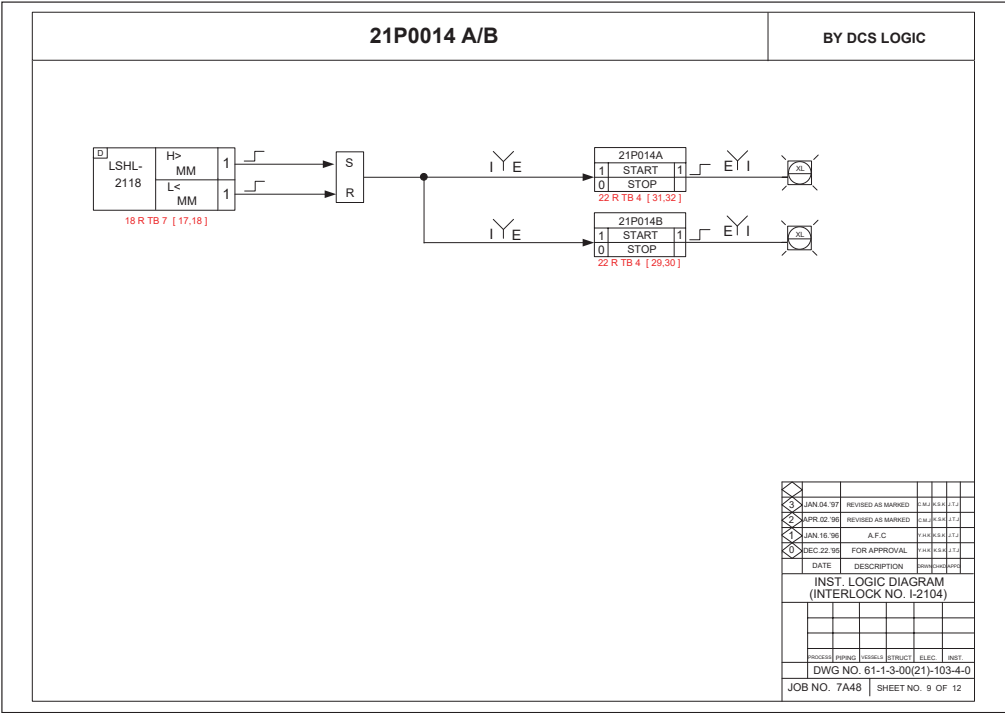 21P0014 A/B
BY DCS LOGIC
D
LSHL-
2118
H>
MM
1
L<
MM
1
18 R TB 7 [ 17,18 ]
S
R
I E
21P014A
1 START 1
0 STOP
22 R TB 4 [ 31,32 ]
E I
XL
I E
21P014B
1 START 1
0 STOP
22 R TB 4 [ 29,30 ]
E I
XL
3 JAN.04.'97 REVISED AS MARKED C.M.J K.S.K J.T.J
2 APR.02.'96 REVISED AS MARKED C.M.J K.S.K J.T.J
1 JAN.16.'96 A.F.C Y.H.K K.S.K J.T.J
0 DEC.22.'95 FOR APPROVAL Y.H.K K.S.K J.T.J
DATE DESCRIPTION DRWN CHKD APPD
INST. LOGIC DIAGRAM
(INTERLOCK NO. I-2104)
PROCESS PIPING VESSELS STRUCT ELEC. INST.
DWG NO. 61-1-3-00(21)-103-4-0
JOB NO. 7A48 SHEET NO. 9 OF 12